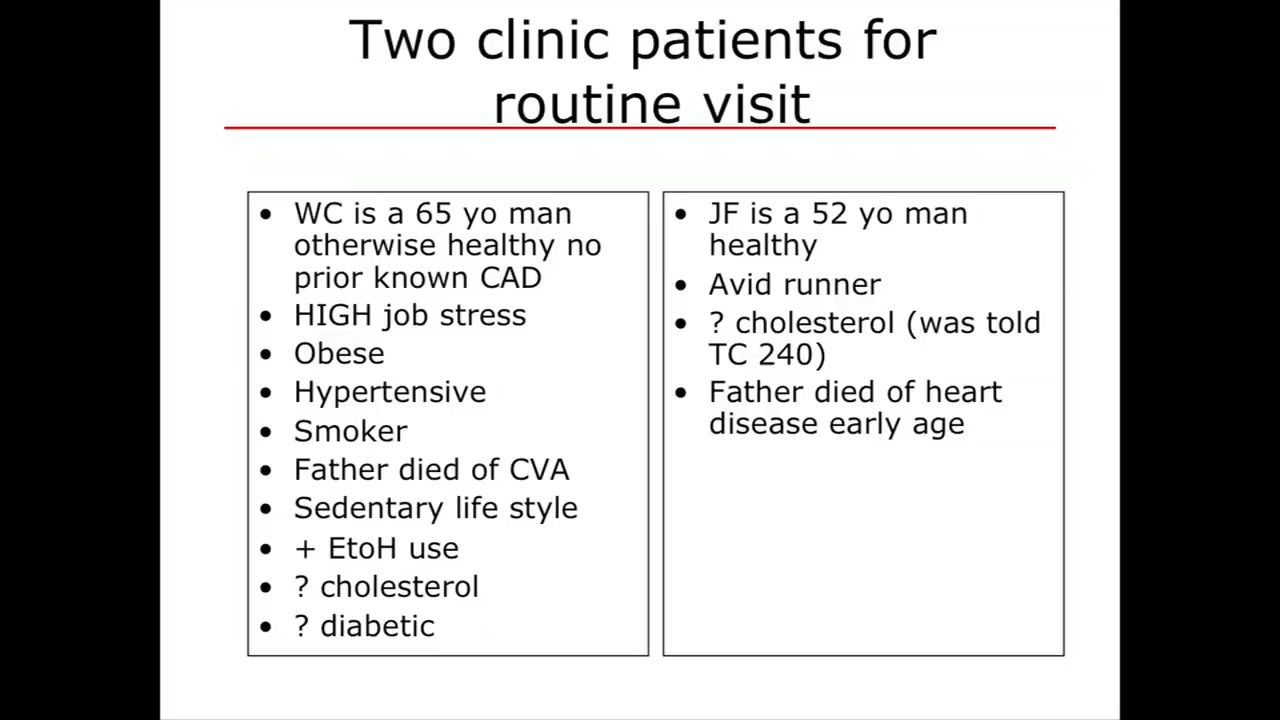 Two clinic patients for
routine visit
• WC is a 65 yo man
otherwise healthy no
prior known CAD
• HIGH job stress
• Obese
• Hypertensive
• Smoker
• Father died of CVA
• Sedentary life style
• + EtoH use
• ? cholesterol
• ? diabetic
• JF is a 52 yo man
healthy
• Avid runner
• ? cholesterol (was told
TC 240)
• Father died of heart
disease early age